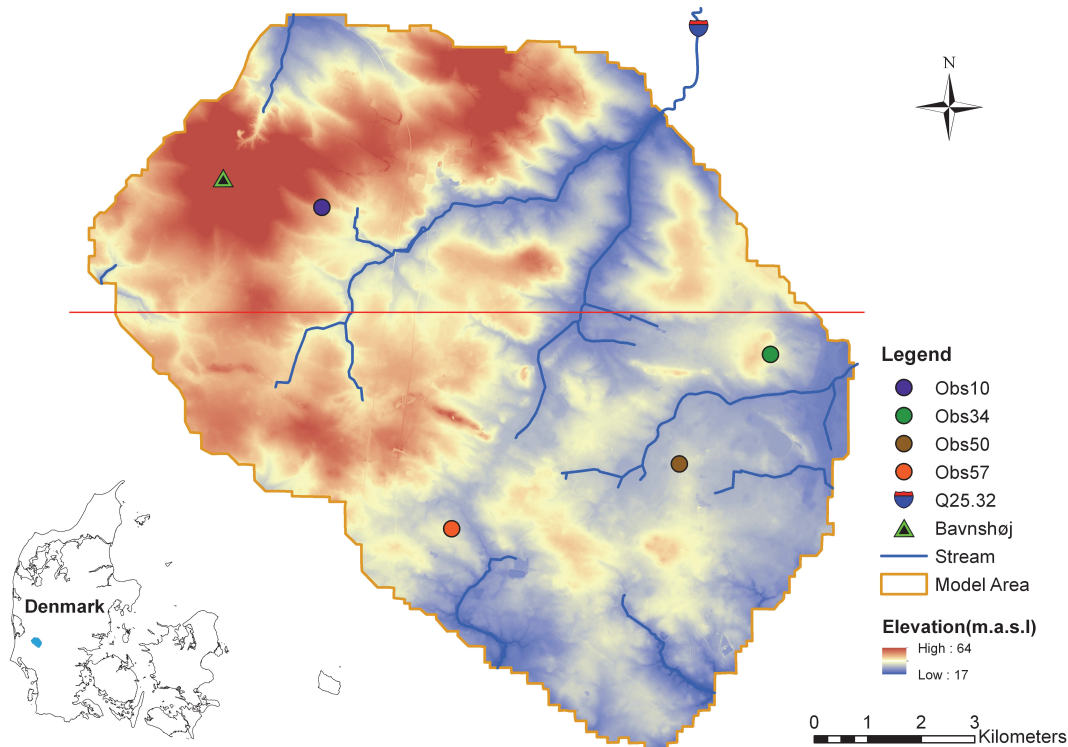 N
Legend
Obs10
Obs34
Obs50
Obs57
Q25.32
Bavnshøj
Stream
Model Area
Elevation(m.a.s.l)
High : 64
Low : 17
Denmark
0 1 2 3
Kilometers